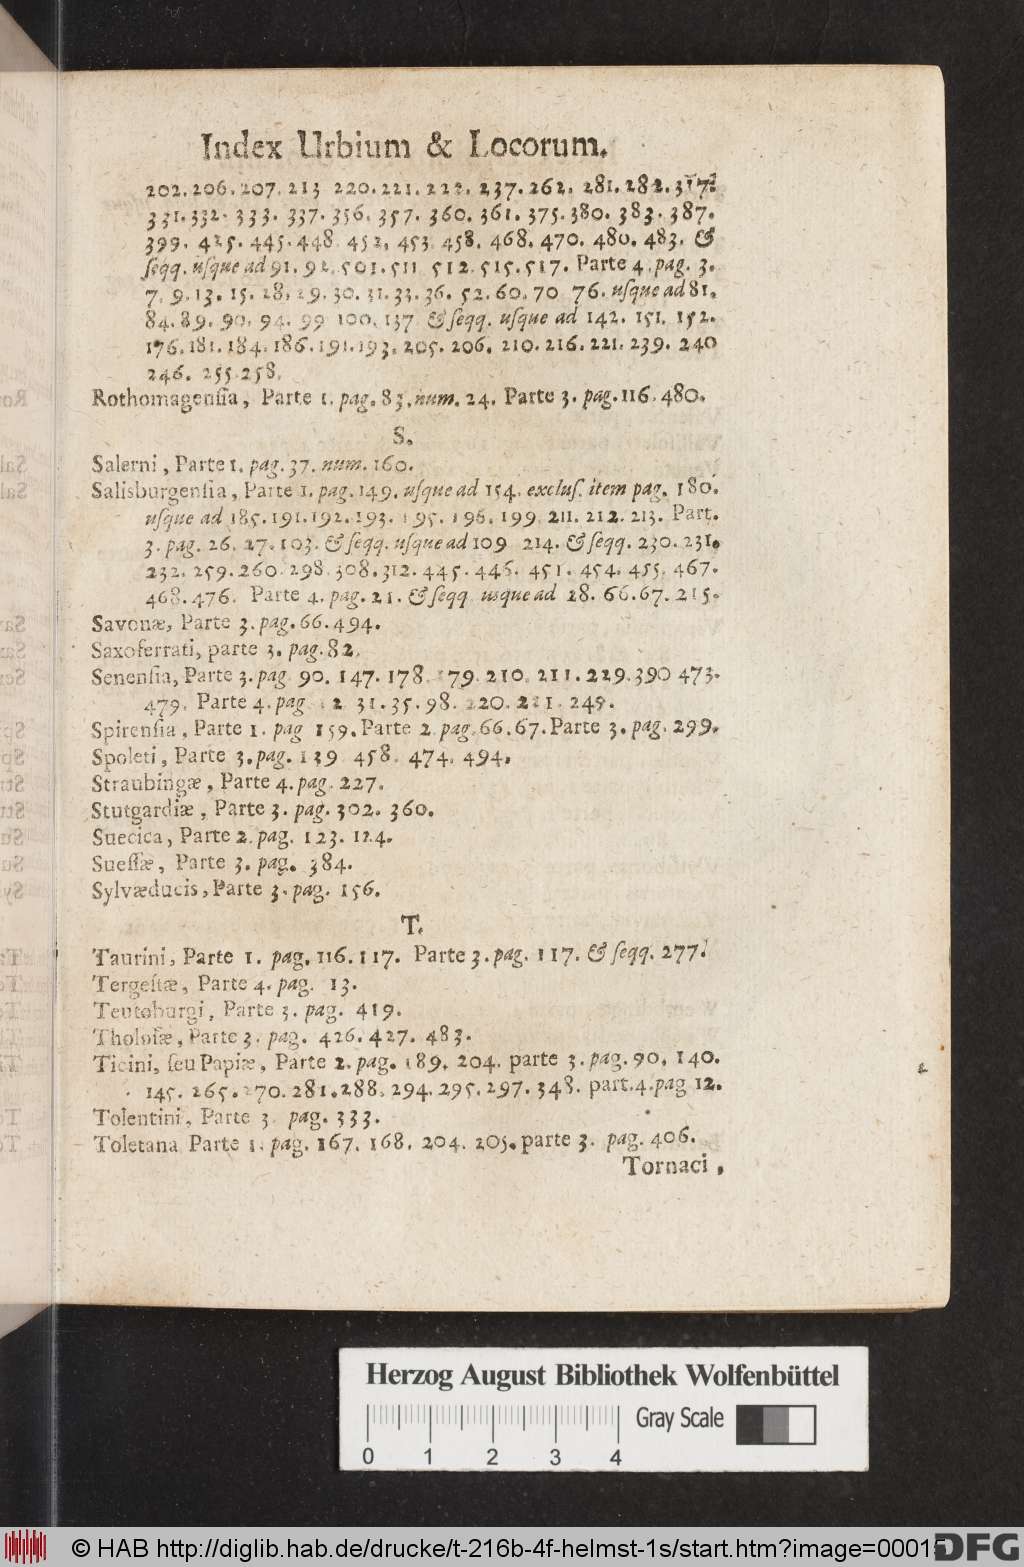 Index Urbium & Locorum.
202. 206. 207. 213 220. 221. 222. 237. 262. 281. 282. 317.
331. 332. 333. 337. 356. 357. 360. 361. 375. 380. 383. 387.
399. 425. 445. 448. 452. 453. 458. 468. 470. 480. 483. &
ſeqq. uſque ad 91. 92. 501. 511. 512. 515. 517. Parte 4. pag. 3.
7. 9. 13. 15. 28. 29. 30. 31. 33. 36. 52. 60. 70 76. uſque ad 81.
84. 89. 90. 94. 99 100. 137 & ſeqq. uſque ad 142. 151. 152.
176. 181. 184. 186. 191. 193. 205. 206. 210. 216. 221. 239. 240
246. 255. 258.
Rothomagenſia, Parte 1. pag. 83. num. 24. Parte 3. pag. 116. 480.
S.
Salerni, Parte 1. pag. 37. num. 160.
Salisburgenſia, Parte 1. pag. 149. uſque ad 154. excluſ. item pag. 180.
uſque ad 185. 191. 192. 193. 195. 198. 199. 211. 212. 213. Part.
3. pag. 26. 27. 103. & ſeqq. uſque ad 109 214. & ſeqq. 230. 231.
232. 259. 260. 298. 308. 312. 445. 446. 451. 454. 455. 467.
468. 476. Parte 4. pag. 21. & ſeqq. usque ad 28. 66. 67. 215.
Savonæ, Parte 3. pag. 66. 494.
Saxoferrati, parte 3. pag. 82.
Senenſia, Parte 3. pag. 90. 147. 178. 179. 210. 211. 229. 390 473.
479. Parte 4. pag 2. 31. 35. 98. 220. 221. 249.
Spirenſia, Parte 1. pag 159. Parte 2. pag. 66. 67. Parte 3. pag. 299.
Spoleti, Parte 3. pag. 139 458. 474. 494.
Straubingæ, Parte 4. pag. 227.
Stutgardiæ, Parte 3. pag. 302. 360.
Suecica, Parte 2. pag. 123. 124.
Sueſſæ, Parte 3. pag. 384.
Sylvæducis, Parte 3. pag. 156.
T.
Taurini, Parte 1. pag. 116. 117. Parte 3. pag. 117. & ſeqq. 277.
Tergeſtæ, Parte 4. pag. 13.
Teutoburgi, Parte 3. pag. 419.
Tholoſæ, Parte 3. pag. 426. 427. 483.
Ticini, ſeu Papiæ, Parte 2. pag. 189. 204. parte 3. pag. 90. 140.
145. 265. 270. 281. 288. 294. 295. 297. 348. part. 4. pag 12.
Tolentini, Parte 3. pag. 333.
Toletana Parte 1. pag. 167. 168. 204. 205. parte 3. pag. 406.
Tornaci,
Herzog August Bibliothek Wolfenbüttel
Gray Scale
0 1 2 3 4
© HAB http://diglib.hab.de/drucke/t-216b-4f-helmst-1s/start.htm?image=00015
DFG